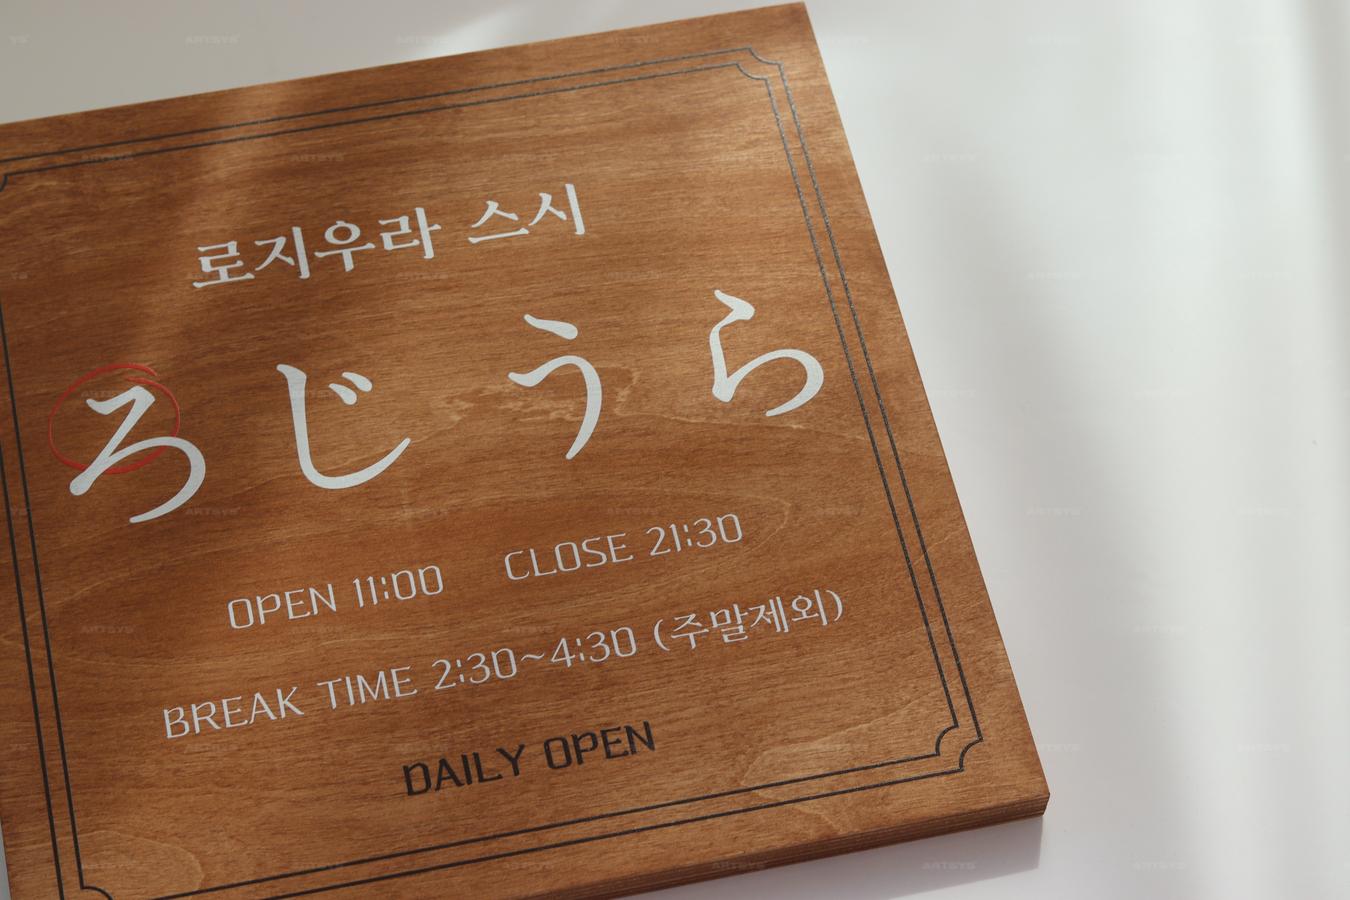 로지우라 스시
ろじうら
OPEN 11:00 CLOSE 21:30
BREAK TIME 2:30~4:30 (주말제외)
DAILY OPEN
ARTSYS